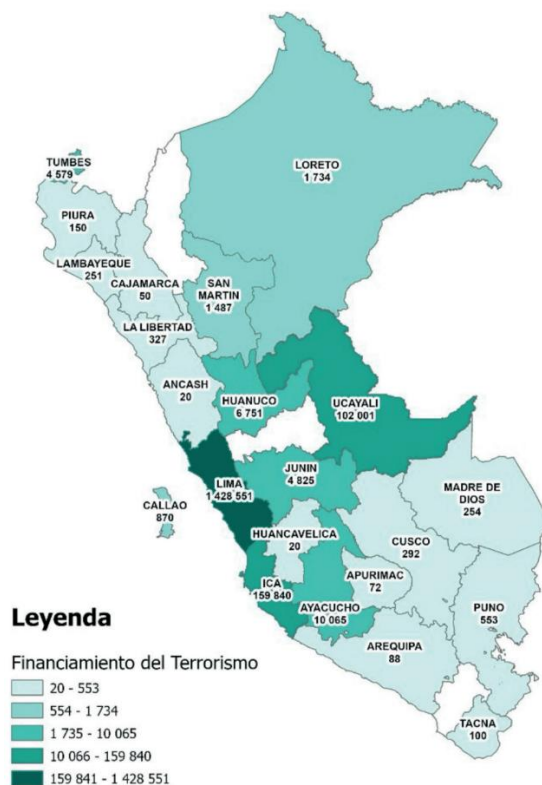 TUMBES
4 579
LORETO
1 734
PIURA
150
LAMBAYEQUE
251
CAJAMARCA
50
SAN
MARTIN
1 487
LA LIBERTAD
327
ANCASH
20
HUANUCO
6 751
UCAYALI
102 001
LIMA
1 428 551
JUNIN
4 825
MADRE DE
DIOS
254
CALLAO
870
HUANCAVELICA
20
CUSCO
292
ICA
159 840
APURIMAC
72
AYACUCHO
10 065
PUNO
553
AREQUIPA
88
TACNA
100
Leyenda
Financiamiento del Terrorismo
20 - 553
554 - 1 734
1 735 - 10 065
10 066 - 159 840
159 841 - 1 428 551